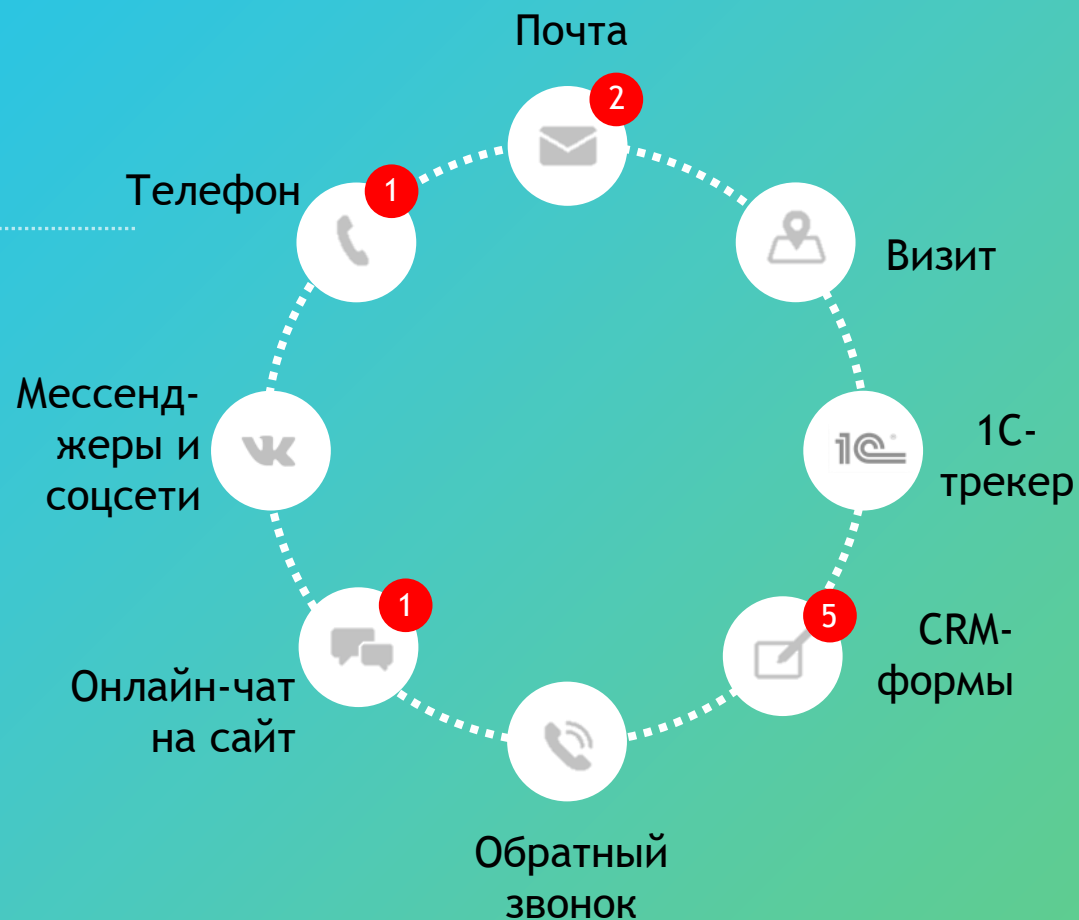 Почта
2
Телефон
1
Визит
Мессенд-
жеры и
соцсети
1С-
трекер
1С
1
5
CRM-
формы
Онлайн-чат
на сайт
Обратный
звонок